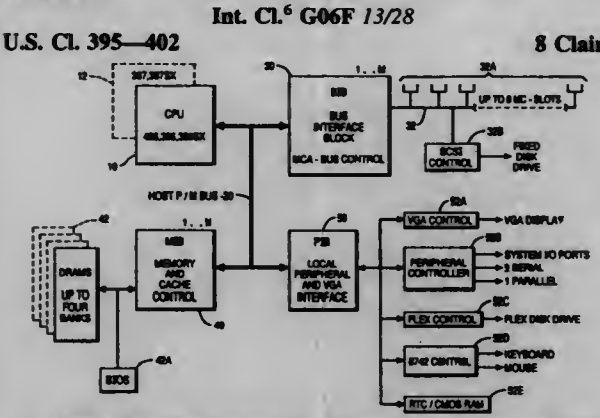 Int. Cl.⁶ G06F 13/28
U.S. Cl. 395—402
8 Clair
12
387,387SX
CPU
486,386,386SX
10
30
1 . . M
BIB
BUS
INTERFACE
BLOCK
MCA - BUS CONTROL
32A
UP TO 8 MC - SLOTS
32
32B
SCSI
CONTROL
FIXED
DISK
DRIVE
HOST P / M BUS -20
42
DRAMS
UP TO
FOUR
BANKS
42A
BIOS
1 . . M
MCB
MEMORY
AND
CACHE
CONTROL
40
50
PIB
LOCAL
PERIPHERAL
AND VGA
INTERFACE
52A
VGA CONTROL
VGA DISPLAY
52B
PERIPHERAL
CONTROLLER
SYSTEM I/O PORTS
2 SERIAL
1 PARALLEL
52C
FLEX CONTROL
FLEX DISK DRIVE
52D
8742 CONTROL
KEYBOARD
MOUSE
52E
RTC / CMOS RAM